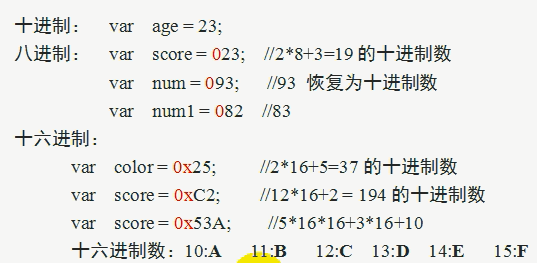 十进制： var age = 23;
八进制： var score = 023; //2*8+3=19 的十进制数
var num = 093; //93 恢复为十进制数
var num1 = 082 //83
十六进制：
var color = 0x25; //2*16+5=37 的十进制数
var score = 0xC2; //12*16+2 = 194 的十进制数
var score = 0x53A; //5*16*16+3*16+10
十六进制数：10:A 11:B 12:C 13:D 14:E 15:F